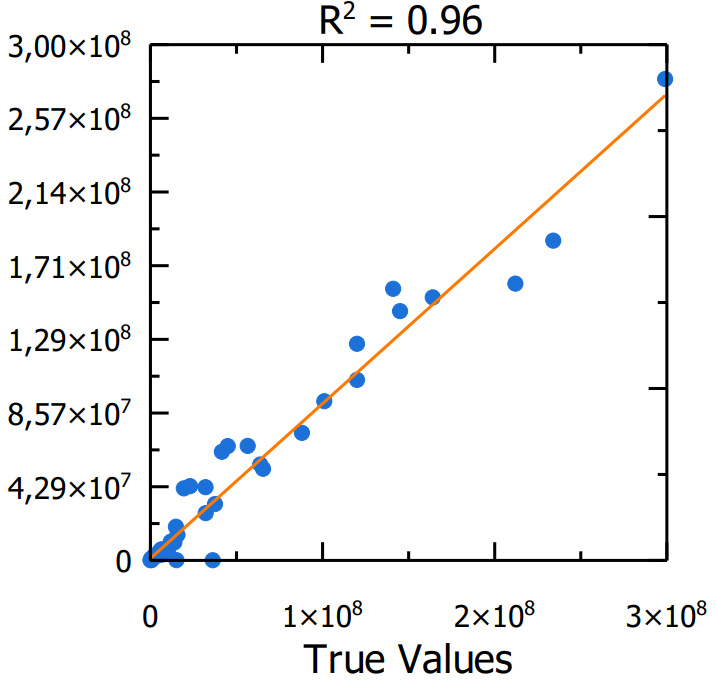 R² = 0.96
3,00×10⁸
2,57×10⁸
2,14×10⁸
1,71×10⁸
1,29×10⁸
8,57×10⁷
4,29×10⁷
0
0 1×10⁸ 2×10⁸ 3×10⁸
True Values